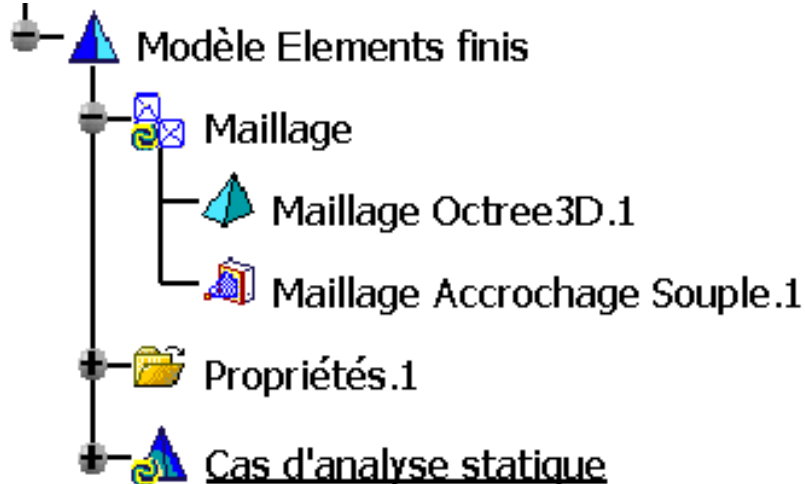 Modèle Elements finis
Maillage
Maillage Octree3D.1
Maillage Accrochage Souple.1
Propriétés.1
Cas d'analyse statique